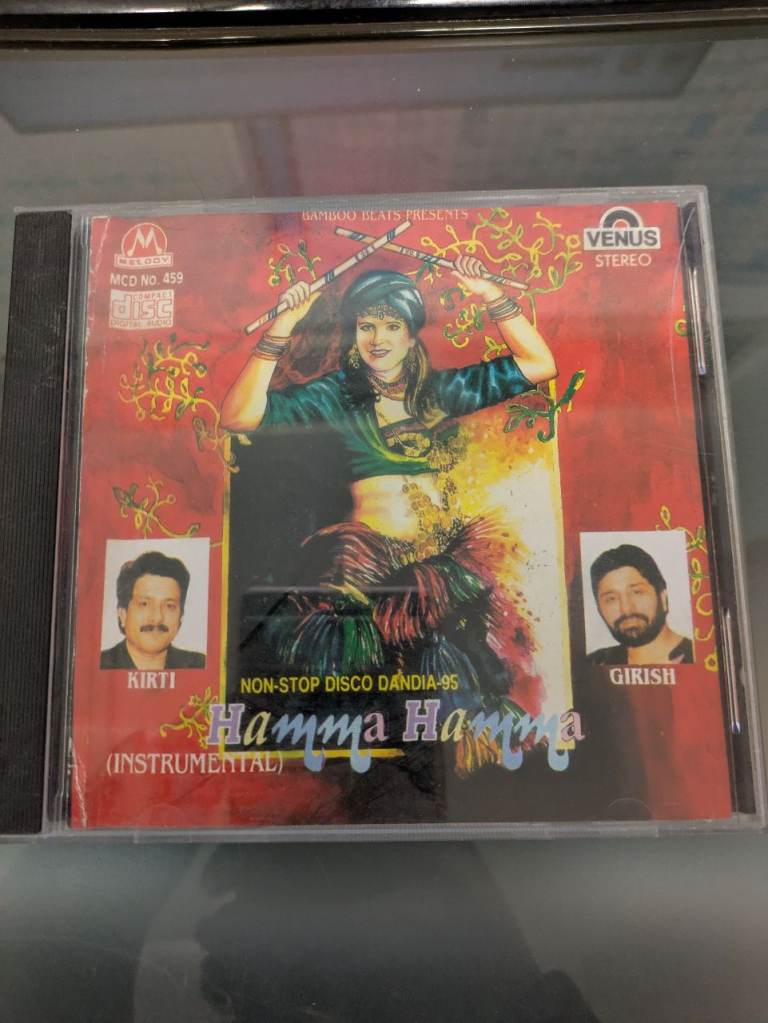 BAMBOO BEATS PRESENTS
M
MELODY
MCD No. 459
COMPACT
disc
DIGITAL AUDIO
VENUS
STEREO
KIRTI
GIRISH
NON-STOP DISCO DANDIA-95
Hamma Hamma
(INSTRUMENTAL)